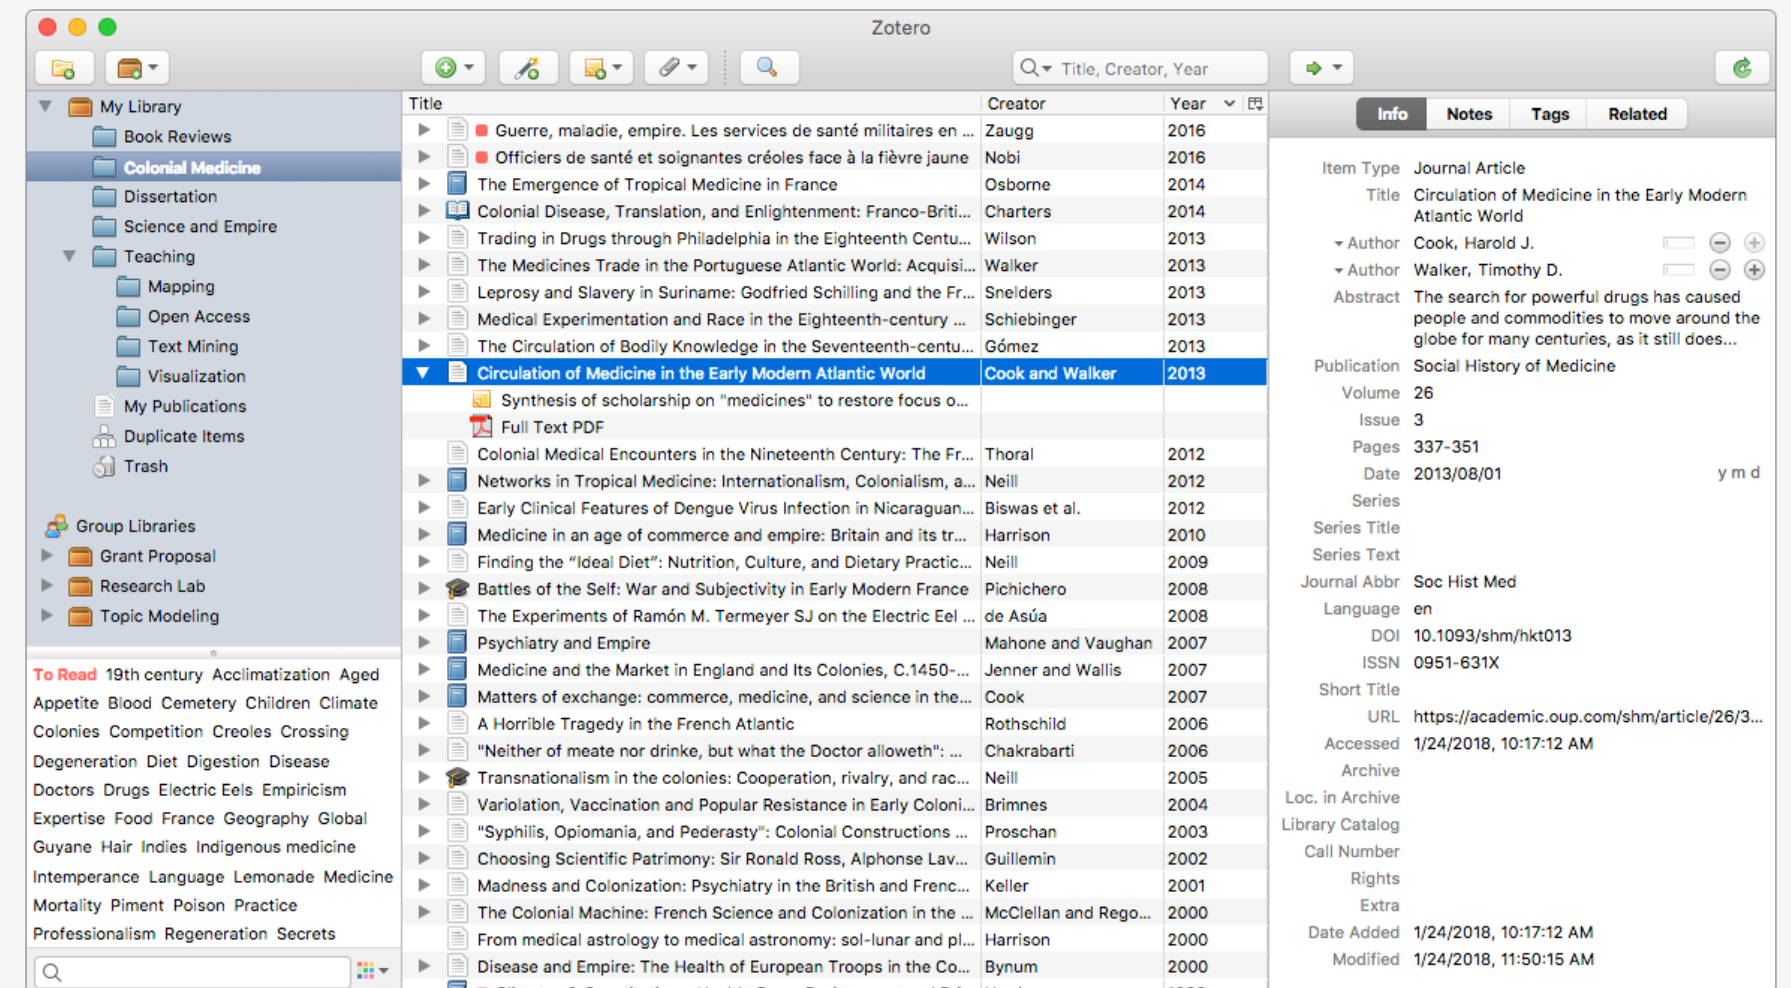 Zotero
Title, Creator, Year
My Library
Book Reviews
Colonial Medicine
Dissertation
Science and Empire
Teaching
Mapping
Open Access
Text Mining
Visualization
My Publications
Duplicate Items
Trash
Group Libraries
Grant Proposal
Research Lab
Topic Modeling
To Read 19th century Acclimatization Aged
Appetite Blood Cemetery Children Climate
Colonies Competition Creoles Crossing
Degeneration Diet Digestion Disease
Doctors Drugs Electric Eels Empiricism
Expertise Food France Geography Global
Guyane Hair Indies Indigenous medicine
Intemperance Language Lemonade Medicine
Mortality Piment Poison Practice
Professionalism Regeneration Secrets
Title Creator Year
Guerre, maladie, empire. Les services de santé militaires en ... Zaugg 2016
Officiers de santé et soignantes créoles face à la fièvre jaune Nobi 2016
The Emergence of Tropical Medicine in France Osborne 2014
Colonial Disease, Translation, and Enlightenment: Franco-Briti... Charters 2014
Trading in Drugs through Philadelphia in the Eighteenth Centu... Wilson 2013
The Medicines Trade in the Portuguese Atlantic World: Acquisi... Walker 2013
Leprosy and Slavery in Suriname: Godfried Schilling and the Fr... Snelders 2013
Medical Experimentation and Race in the Eighteenth-century ... Schiebinger 2013
The Circulation of Bodily Knowledge in the Seventeenth-centu... Gómez 2013
Circulation of Medicine in the Early Modern Atlantic World Cook and Walker 2013
Synthesis of scholarship on "medicines" to restore focus o...
Full Text PDF
Colonial Medical Encounters in the Nineteenth Century: The Fr... Thoral 2012
Networks in Tropical Medicine: Internationalism, Colonialism, a... Neill 2012
Early Clinical Features of Dengue Virus Infection in Nicaraguan... Biswas et al. 2012
Medicine in an age of commerce and empire: Britain and its tr... Harrison 2010
Finding the “Ideal Diet”: Nutrition, Culture, and Dietary Practic... Neill 2009
Battles of the Self: War and Subjectivity in Early Modern France Pichichero 2008
The Experiments of Ramón M. Termeyer SJ on the Electric Eel ... de Asúa 2008
Psychiatry and Empire Mahone and Vaughan 2007
Medicine and the Market in England and Its Colonies, C.1450-... Jenner and Wallis 2007
Matters of exchange: commerce, medicine, and science in the... Cook 2007
A Horrible Tragedy in the French Atlantic Rothschild 2006
"Neither of meate nor drinke, but what the Doctor alloweth": ... Chakrabarti 2006
Transnationalism in the colonies: Cooperation, rivalry, and rac... Neill 2005
Variolation, Vaccination and Popular Resistance in Early Coloni... Brimnes 2004
"Syphilis, Opiomania, and Pederasty": Colonial Constructions ... Proschan 2003
Choosing Scientific Patrimony: Sir Ronald Ross, Alphonse Lav... Guillemin 2002
Madness and Colonization: Psychiatry in the British and Frenc... Keller 2001
The Colonial Machine: French Science and Colonization in the ... McClellan and Rego... 2000
From medical astrology to medical astronomy: sol-lunar and pl... Harrison 2000
Disease and Empire: The Health of European Troops in the Co... Bynum 2000
Info Notes Tags Related
Item Type Journal Article
Title Circulation of Medicine in the Early Modern
Atlantic World
Author Cook, Harold J.
Author Walker, Timothy D.
Abstract The search for powerful drugs has caused
people and commodities to move around the
globe for many centuries, as it still does...
Publication Social History of Medicine
Volume 26
Issue 3
Pages 337-351
Date 2013/08/01 y m d
Series
Series Title
Series Text
Journal Abbr Soc Hist Med
Language en
DOI 10.1093/shm/hkt013
ISSN 0951-631X
Short Title
URL https://academic.oup.com/shm/article/26/3...
Accessed 1/24/2018, 10:17:12 AM
Archive
Loc. in Archive
Library Catalog
Call Number
Rights
Extra
Date Added 1/24/2018, 10:17:12 AM
Modified 1/24/2018, 11:50:15 AM